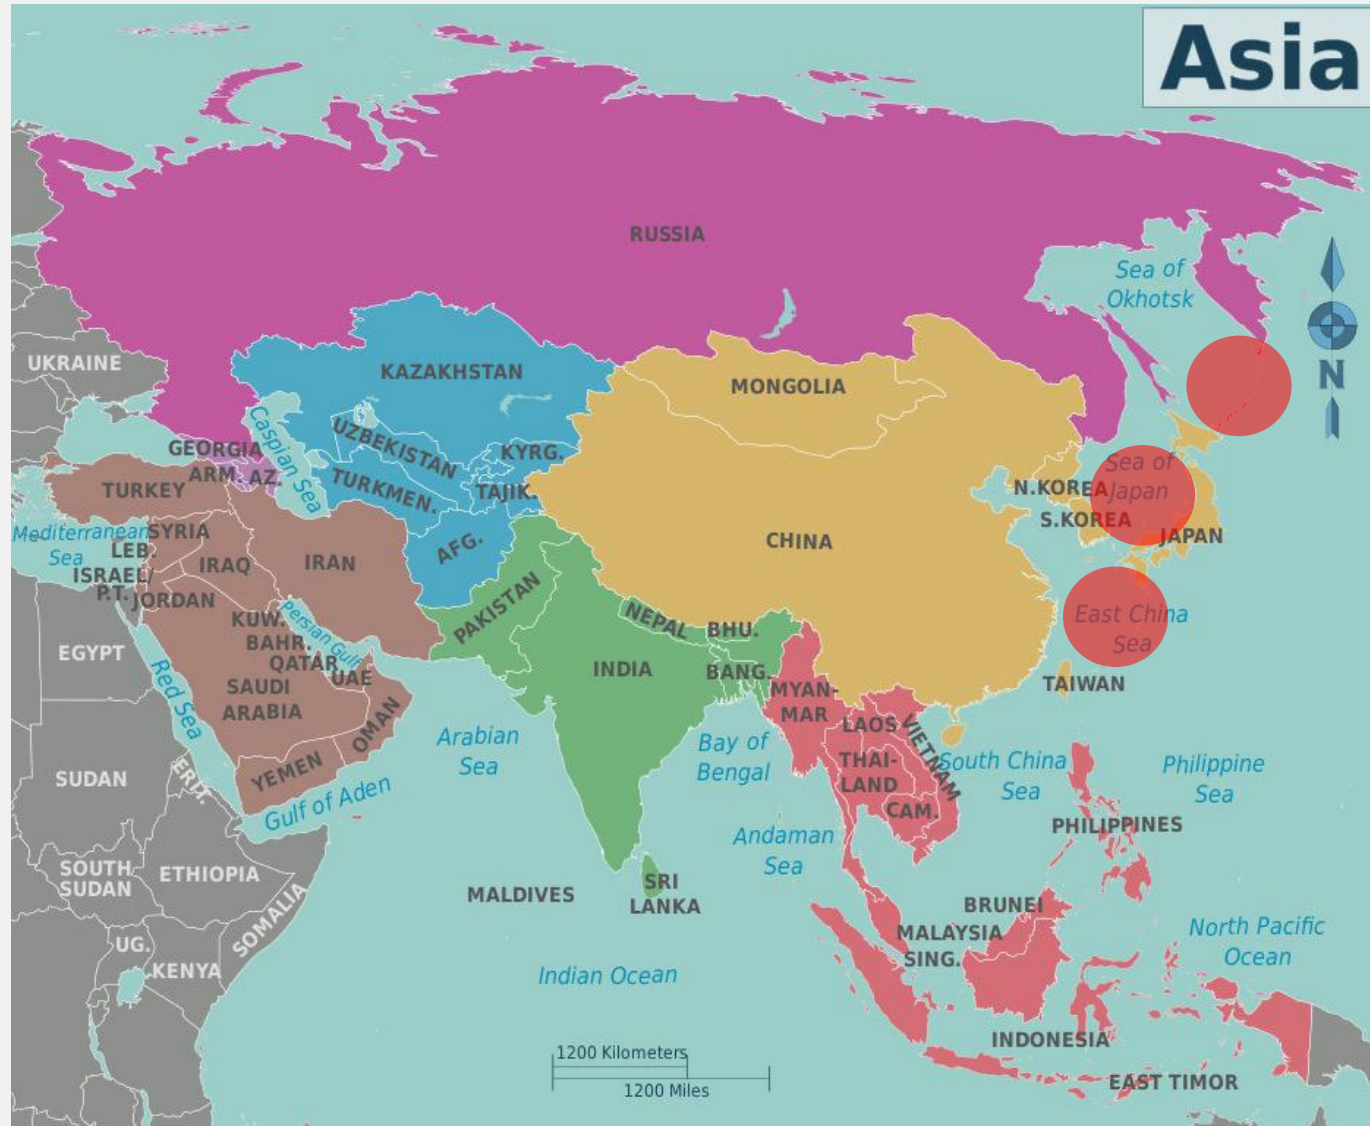 Asia
RUSSIA
Sea of
Okhotsk
UKRAINE
KAZAKHSTAN
MONGOLIA
N
Caspian Sea
GEORGIA
UZBEKISTAN
KYRG.
ARM.
AZ.
TURKEY
TURKMEN.
TAJIK.
Sea of
Japan
N.KOREA
S.KOREA
JAPAN
Mediterranean
Sea
SYRIA
LEB.
ISRAEL/
P.T.
JORDAN
IRAQ
IRAN
AFG.
CHINA
PAKISTAN
NEPAL
BHU.
East China
Sea
KUW.
BAHR.
QATAR
UAE
Persian Gulf
EGYPT
Red Sea
SAUDI
ARABIA
OMAN
INDIA
BANG.
MYAN-
MAR
TAIWAN
LAOS
VIETNAM
Arabian
Sea
Bay of
Bengal
THAI-
LAND
CAM.
South China
Sea
Philippine
Sea
SUDAN
ERIT.
YEMEN
Gulf of Aden
Andaman
Sea
PHILIPPINES
SOUTH
SUDAN
ETHIOPIA
SOMALIA
MALDIVES
SRI
LANKA
BRUNEI
MALAYSIA
SING.
North Pacific
Ocean
UG.
KENYA
Indian Ocean
INDONESIA
1200 Kilometers
1200 Miles
EAST TIMOR